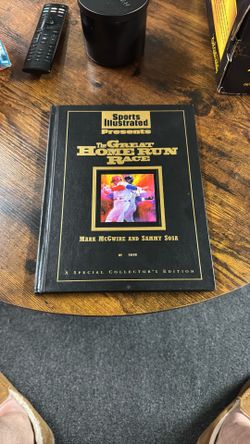 Sports
Illustrated
Presents
The Great
Home Run
Race
Mark McGwire and Sammy Sosa
A Special Collector's Edition